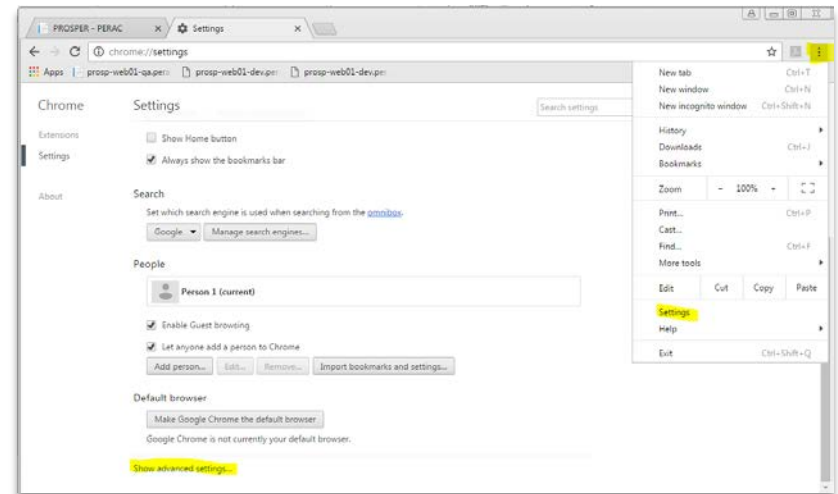 PROSPER - PERAC
Settings
chrome://settings
Apps
prosp-web01-qa.pera
prosp-web01-dev.per
prosp-web01-dev.per
Chrome
Extensions
Settings
About
Settings
Search settings
Show Home button
Always show the bookmarks bar
Search
Set which search engine is used when searching from the omnibox.
Google
Manage search engines...
People
Person 1 (current)
Enable Guest browsing
Let anyone add a person to Chrome
Add person...
Edit...
Remove...
Import bookmarks and settings...
Default browser
Make Google Chrome the default browser
Google Chrome is not currently your default browser.
Show advanced settings...
New tab Ctrl+T
New window Ctrl+N
New incognito window Ctrl+Shift+N
History
Downloads Ctrl+J
Bookmarks
Zoom - 100% +
Print... Ctrl+P
Cast...
Find... Ctrl+F
More tools
Edit Cut Copy Paste
Settings
Help
Exit Ctrl+Shift+Q